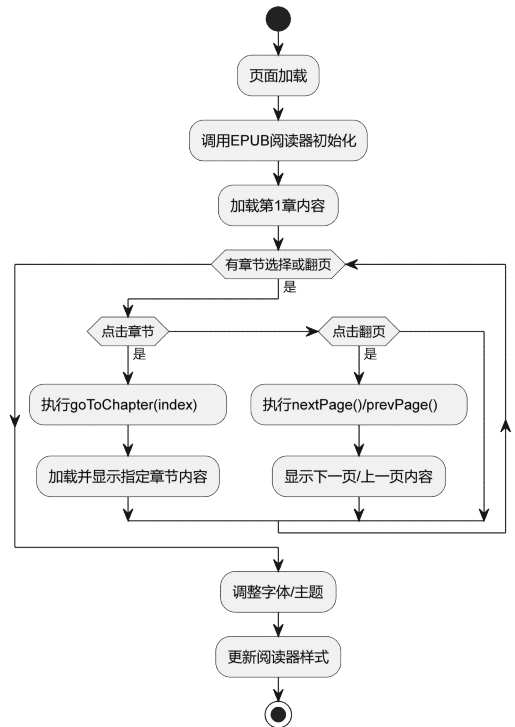 页面加载
调用EPUB阅读器初始化
加载第1章内容
有章节选择或翻页
是
点击章节
点击翻页
是
是
执行goToChapter(index)
执行nextPage()/prevPage()
加载并显示指定章节内容
显示下一页/上一页内容
调整字体/主题
更新阅读器样式